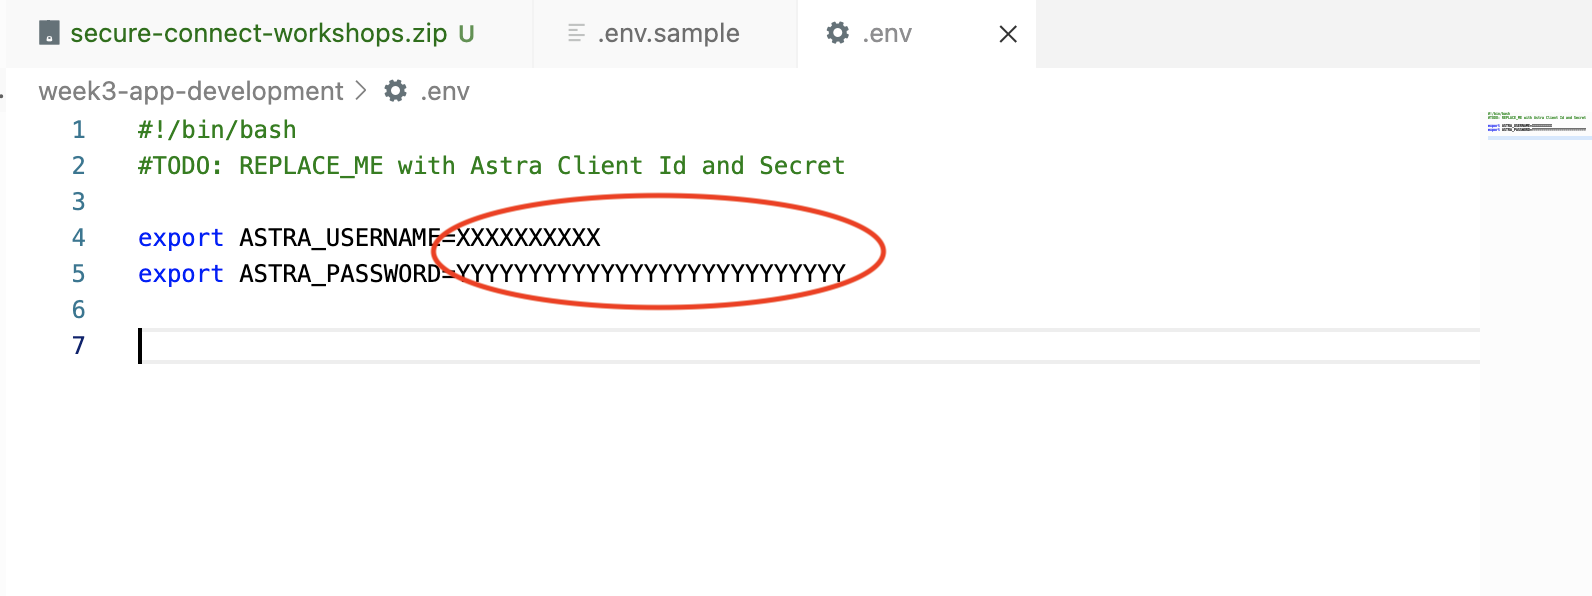 secure-connect-workshops.zip U .env.sample .env
week3-app-development > .env
1 #!/bin/bash
2 #TODO: REPLACE_ME with Astra Client Id and Secret
3
4 export ASTRA_USERNAME=XXXXXXXXXX
5 export ASTRA_PASSWORD=YYYYYYYYYYYYYYYYYYYYYYYYYYY
6
7